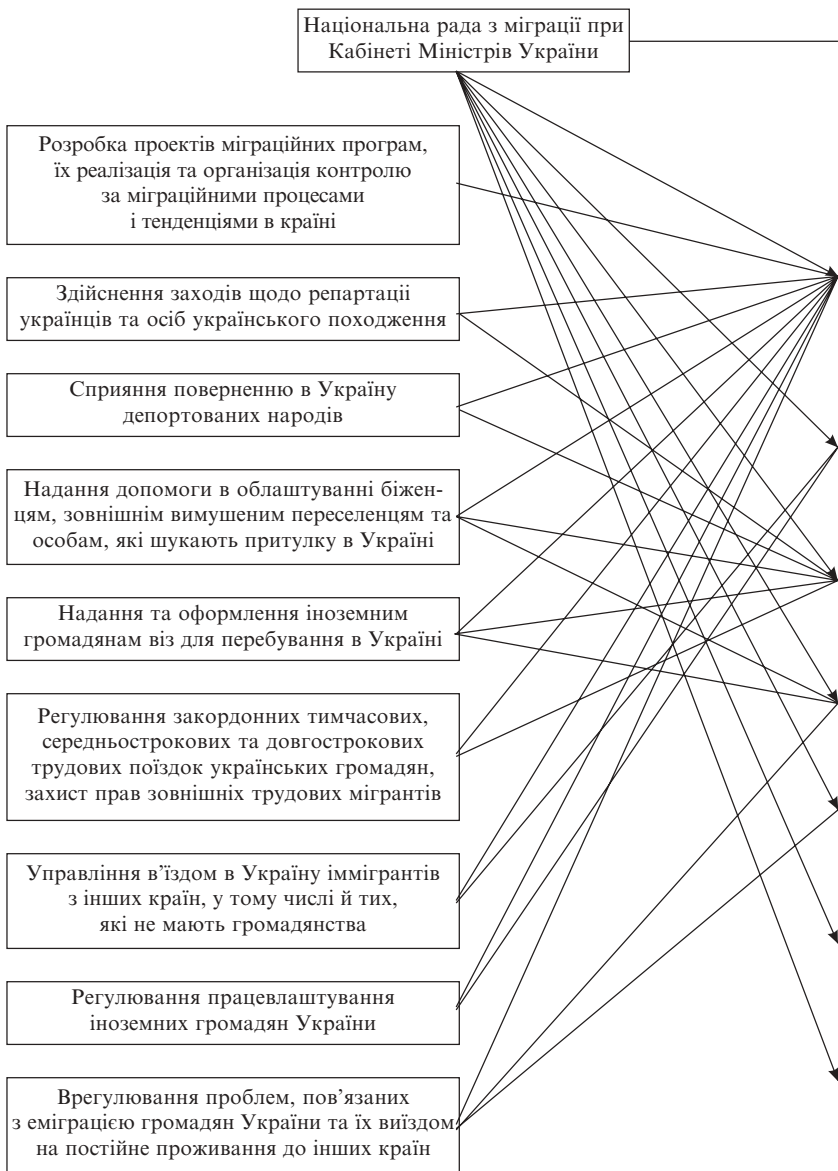 Національна рада з міграції при
Кабінеті Міністрів України
Розробка проектів міграційних програм,
їх реалізація та організація контролю
за міграційними процесами
і тенденціями в країні
Здійснення заходів щодо репартації
українців та осіб українського походження
Сприяння поверненню в Україну
депортованих народів
Надання допомоги в облаштуванні біжен-
цям, зовнішнім вимушеним переселенцям та
особам, які шукають притулку в Україні
Надання та оформлення іноземним
громадянам віз для перебування в Україні
Регулювання закордонних тимчасових,
середньострокових та довгострокових
трудових поїздок українських громадян,
захист прав зовнішніх трудових мігрантів
Управління в’їздом в Україну іммігрантів
з інших країн, у тому числі й тих,
які не мають громадянства
Регулювання працевлаштування
іноземних громадян України
Врегулювання проблем, пов’язаних
з еміграцією громадян України та їх виїздом
на постійне проживання до інших країн